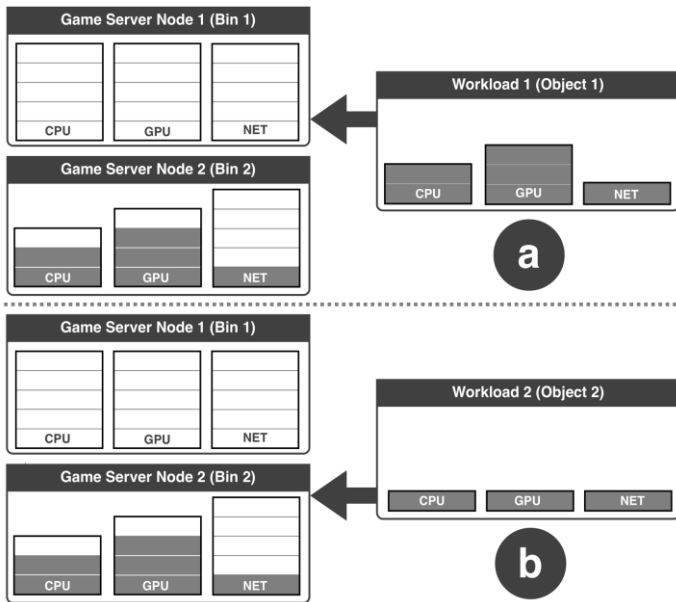 Game Server Node 1 (Bin 1)
CPU GPU NET
Workload 1 (Object 1)
CPU GPU NET
Game Server Node 2 (Bin 2)
CPU GPU NET
a
Game Server Node 1 (Bin 1)
CPU GPU NET
Workload 2 (Object 2)
CPU GPU NET
Game Server Node 2 (Bin 2)
CPU GPU NET
b